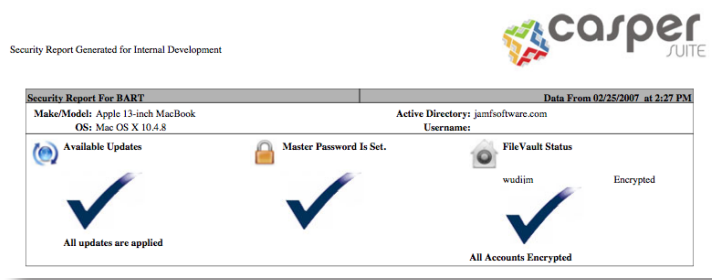 casper
SUITE
Security Report Generated for Internal Development
Security Report For BART Data From 02/25/2007 at 2:27 PM
Make/Model: Apple 13-inch MacBook Active Directory: jamfsoftware.com
OS: Mac OS X 10.4.8 Username:
Available Updates Master Password Is Set. FileVault Status
wudijm Encrypted
All updates are applied
All Accounts Encrypted